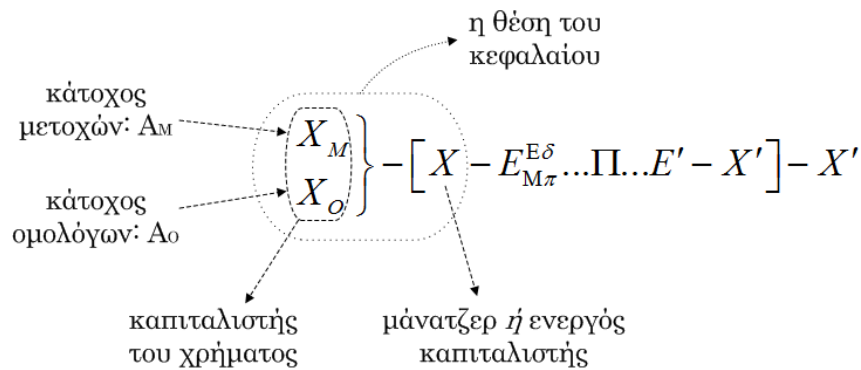 η θέση του
κεφαλαίου
κάτοχος
μετοχών: Α_Μ
κάτοχος
ομολόγων: Α_Ο
X_M
X_O } – [ X – E^{Εδ}_{Μπ} ...Π...E′ – X′ ] – X′
καπιταλιστής
του χρήματος
μάνατζερ ή ενεργός
καπιταλιστής